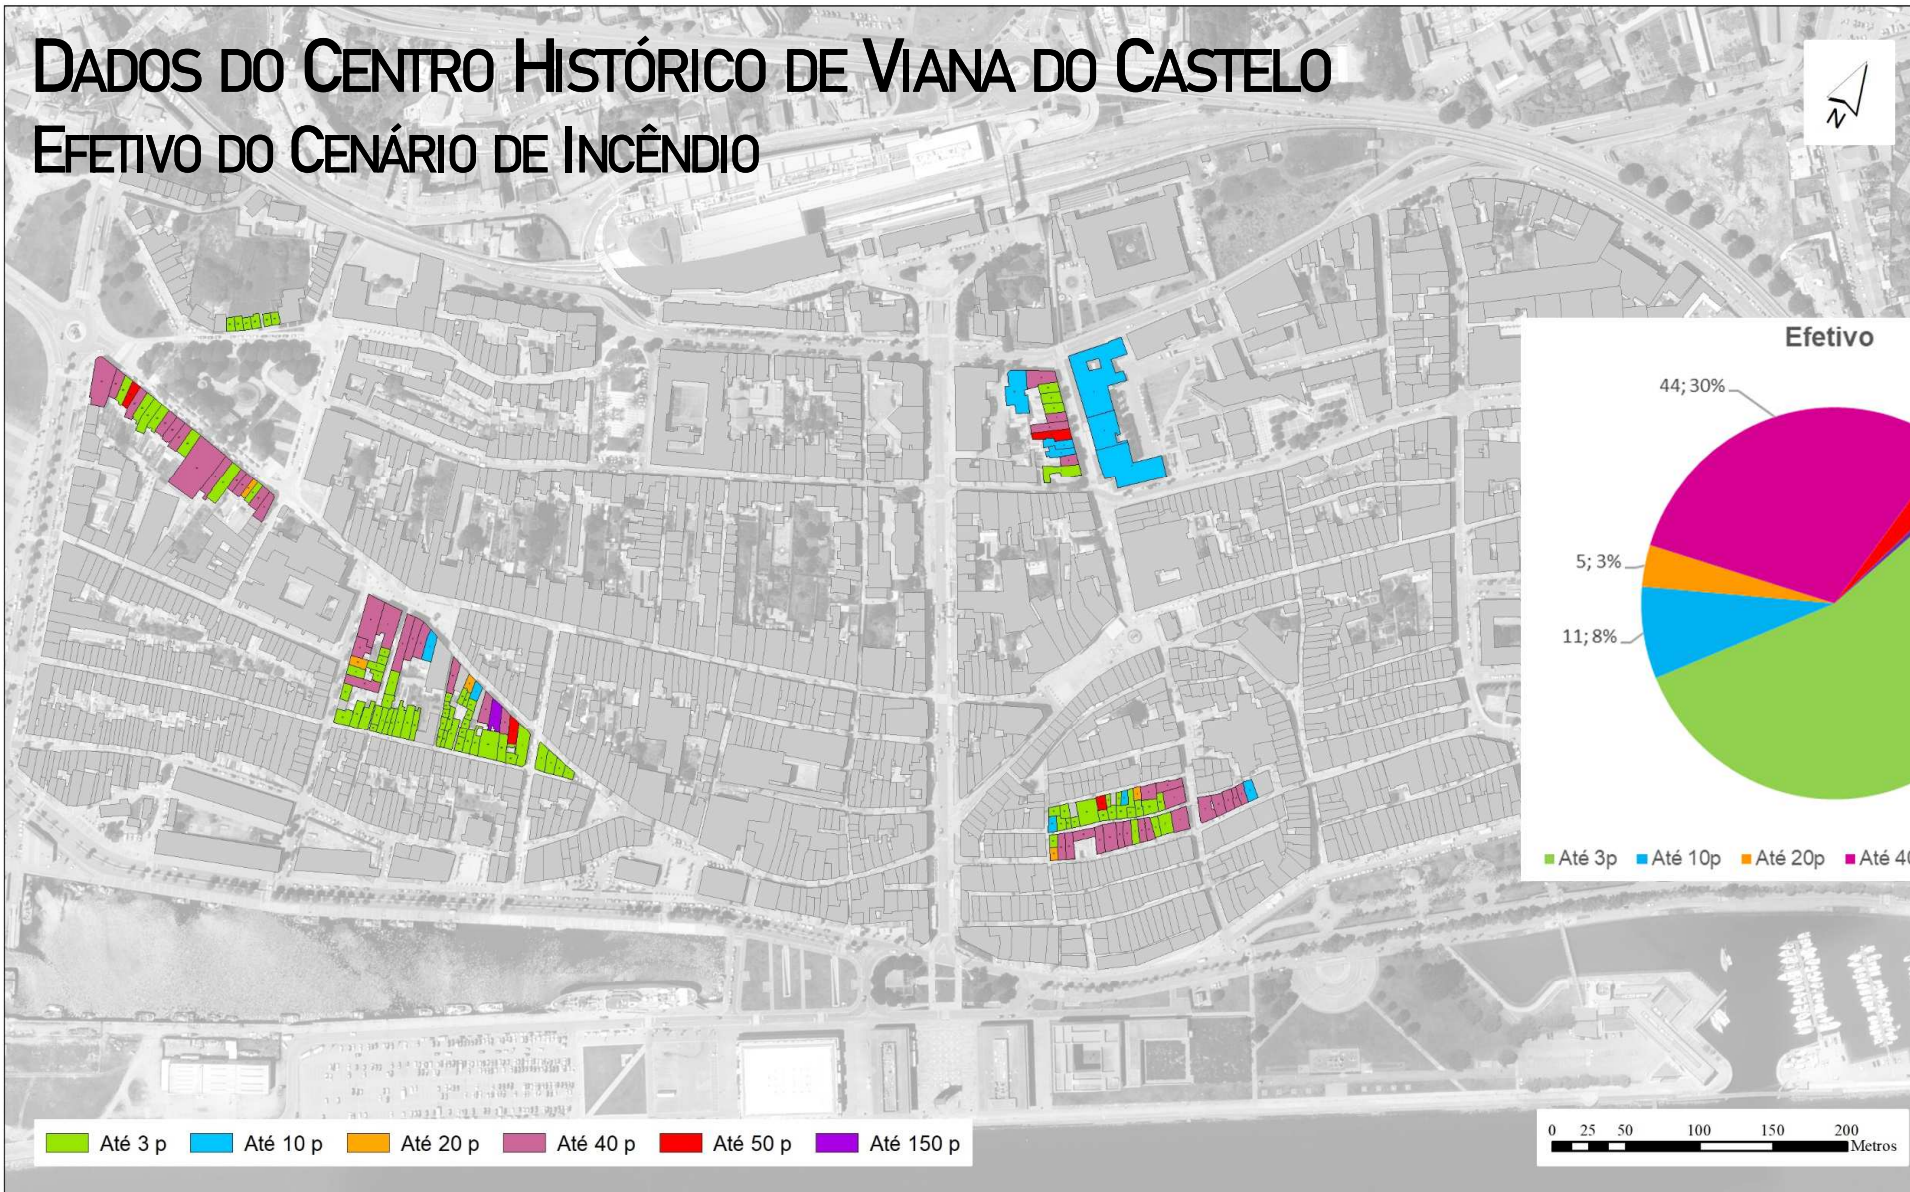 DADOS DO CENTRO HISTÓRICO DE VIANA DO CASTELO
EFETIVO DO CENÁRIO DE INCÊNDIO
N
Efetivo
44; 30%
5; 3%
11; 8%
Até 3p Até 10p Até 20p Até 40
Até 3 p Até 10 p Até 20 p Até 40 p Até 50 p Até 150 p
0 25 50 100 150 200
Metros